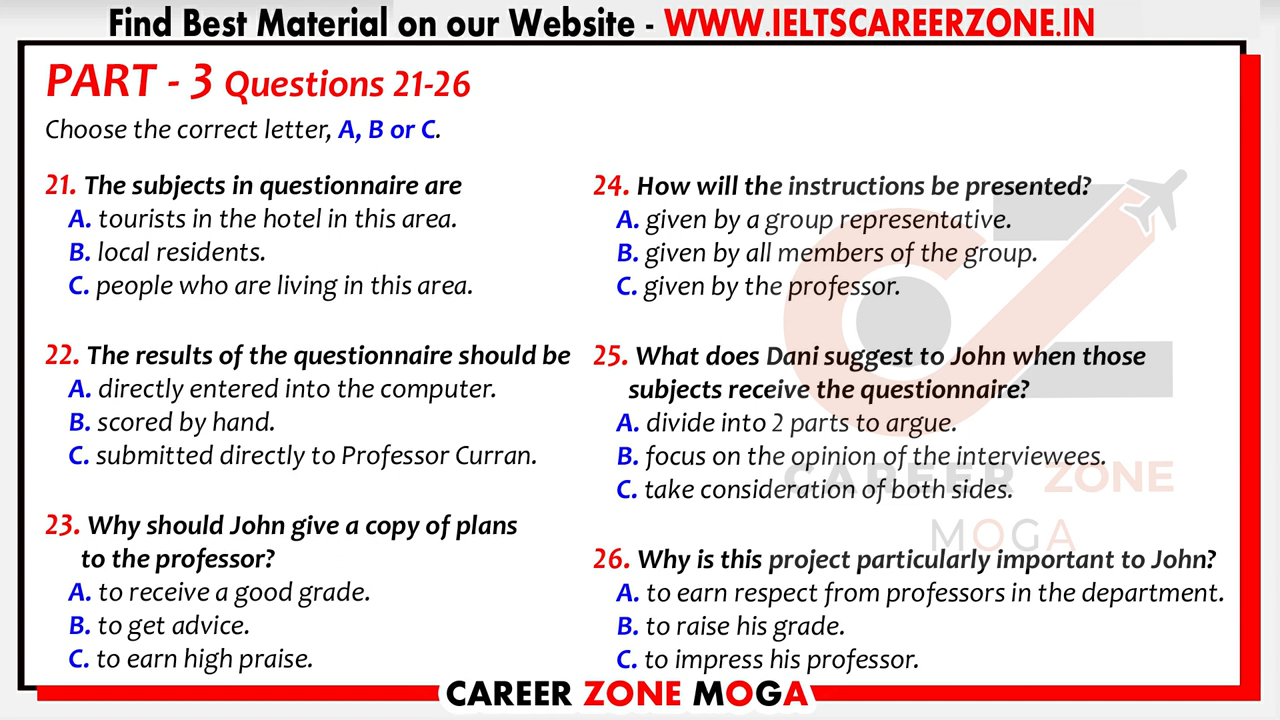 Find Best Material on our Website - WWW.IELTSCAREERZONE.IN
PART - 3 Questions 21-26
Choose the correct letter, A, B or C.
21. The subjects in questionnaire are
A. tourists in the hotel in this area.
B. local residents.
C. people who are living in this area.
22. The results of the questionnaire should be
A. directly entered into the computer.
B. scored by hand.
C. submitted directly to Professor Curran.
23. Why should John give a copy of plans
to the professor?
A. to receive a good grade.
B. to get advice.
C. to earn high praise.
24. How will the instructions be presented?
A. given by a group representative.
B. given by all members of the group.
C. given by the professor.
25. What does Dani suggest to John when those
subjects receive the questionnaire?
A. divide into 2 parts to argue.
B. focus on the opinion of the interviewees.
C. take consideration of both sides.
26. Why is this project particularly important to John?
A. to earn respect from professors in the department.
B. to raise his grade.
C. to impress his professor.
CAREER ZONE
MOGA
CAREER ZONE MOGA